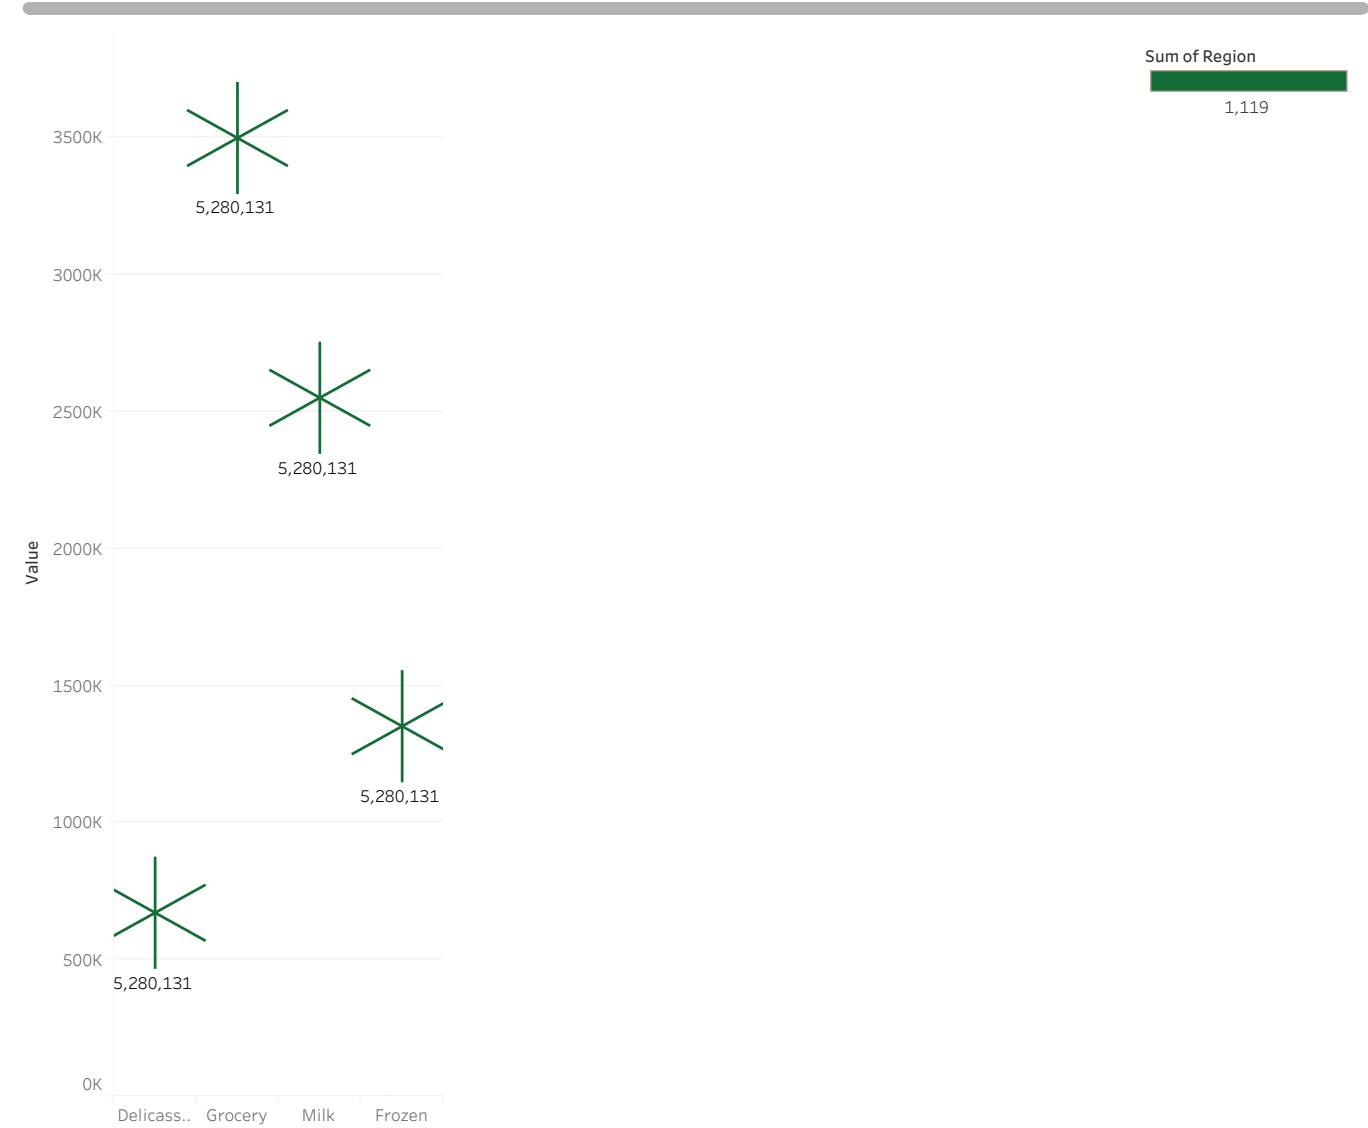 Sum of Region
1,119
3500K
5,280,131
3000K
2500K
5,280,131
Value
2000K
1500K
5,280,131
1000K
500K
5,280,131
0K
Delicass.. Grocery Milk Frozen